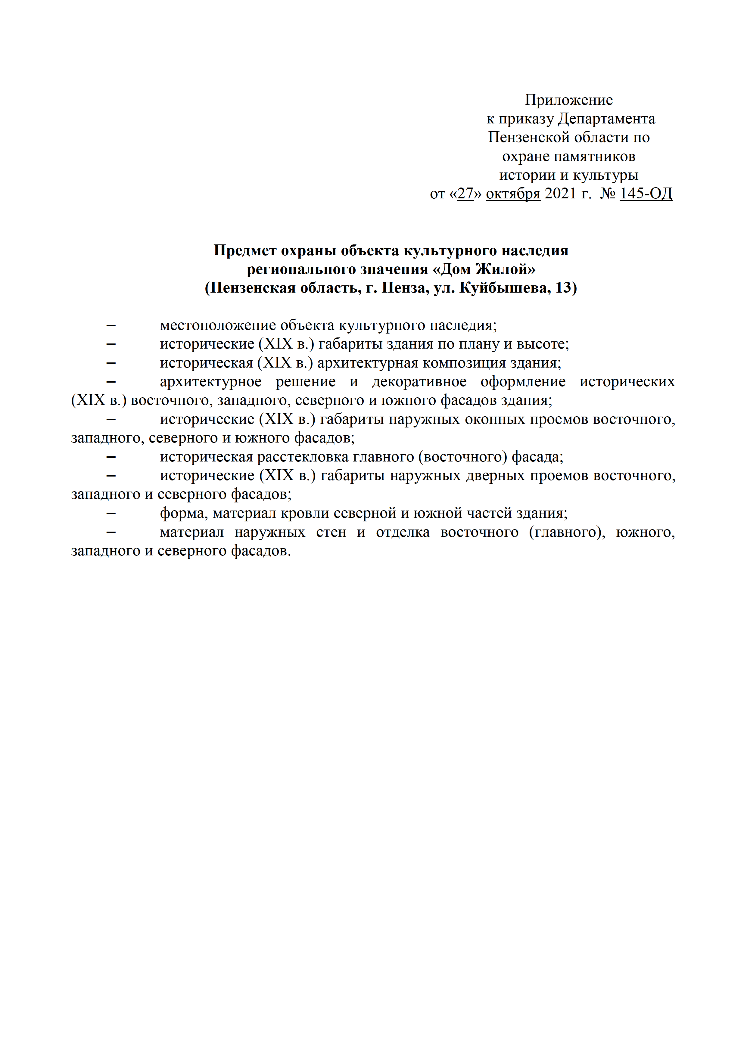 Приложение
к приказу Департамента
Пензенской области по
охране памятников
истории и культуры
от «27» октября 2021 г. № 145-ОД
Предмет охраны объекта культурного наследия
регионального значения «Дом Жилой»
(Пензенская область, г. Пенза, ул. Куйбышева, 13)
– местоположение объекта культурного наследия;
– исторические (XIX в.) габариты здания по плану и высоте;
– историческая (XIX в.) архитектурная композиция здания;
– архитектурное решение и декоративное оформление исторических
(XIX в.) восточного, западного, северного и южного фасадов здания;
– исторические (XIX в.) габариты наружных оконных проемов восточного,
западного, северного и южного фасадов;
– историческая расстекловка главного (восточного) фасада;
– исторические (XIX в.) габариты наружных дверных проемов восточного,
западного и северного фасадов;
– форма, материал кровли северной и южной частей здания;
– материал наружных стен и отделка восточного (главного), южного,
западного и северного фасадов.